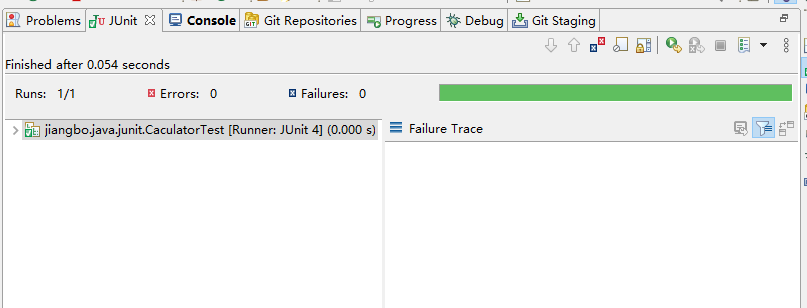 Problems JUnit Console Git Repositories Progress Debug Git Staging
Finished after 0.054 seconds
Runs: 1/1 Errors: 0 Failures: 0
jiangbo.java.junit.CaculatorTest [Runner: JUnit 4] (0.000 s)
Failure Trace